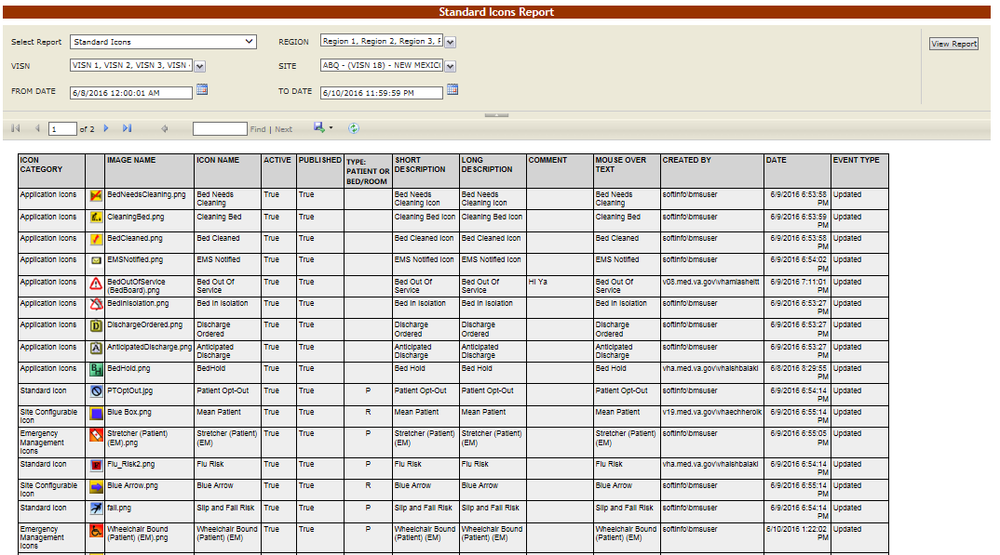 Standard Icons Report
Select Report Standard Icons REGION Region 1, Region 2, Region 3, F View Report
VISN VISN 1, VISN 2, VISN 3, VISN SITE ABQ - (VISN 18) - NEW MEXIC
FROM DATE 6/8/2016 12:00:01 AM TO DATE 6/10/2016 11:59:59 PM
1 of 2 Find | Next
ICON CATEGORY IMAGE NAME ICON NAME ACTIVE PUBLISHED TYPE: PATIENT OR BED/ROOM SHORT DESCRIPTION LONG DESCRIPTION COMMENT MOUSE OVER TEXT CREATED BY DATE EVENT TYPE
Application Icons BedNeedsCleaning.png Bed Needs Cleaning True True Bed Needs Cleaning Icon Bed Needs Cleaning Icon Bed Needs Cleaning softinfo\bmsuser 6/9/2016 6:53:58 PM Updated
Application Icons CleaningBed.png Cleaning Bed True True Cleaning Bed Icon Cleaning Bed Icon Cleaning Bed softinfo\bmsuser 6/9/2016 6:53:59 PM Updated
Application Icons BedCleaned.png Bed Cleaned True True Bed Cleaned Icon Bed Cleaned Icon Bed Cleaned softinfo\bmsuser 6/9/2016 6:53:58 PM Updated
Application Icons EMSNotified.png EMS Notified True True EMS Notified Icon EMS Notified Icon EMS Notified softinfo\bmsuser 6/9/2016 6:54:02 PM Updated
Application Icons BedOutOfService (BedBoard).png Bed Out Of Service True True Bed Out Of Service Bed Out Of Service Hi Ya Bed Out Of Service v08.med.va.gov\vhamiasheltt 6/9/2016 7:11:01 PM Updated
Application Icons BedInIsolation.png Bed In Isolation True True Bed In Isolation Bed In Isolation Bed In Isolation softinfo\bmsuser 6/9/2016 6:53:27 PM Updated
Application Icons D DischargeOrdered.png Discharge Ordered True True Discharge Ordered Discharge Ordered Discharge Ordered softinfo\bmsuser 6/9/2016 6:53:27 PM Updated
Application Icons A AnticipatedDischarge.png Anticipated Discharge True True Anticipated Discharge Anticipated Discharge Anticipated Discharge softinfo\bmsuser 6/9/2016 6:53:27 PM Updated
Application Icons BH BedHold.png BedHold True True Bed Hold Bed Hold Bed Hold vha.med.va.gov\vhaishbalaki 6/8/2016 8:29:55 PM Updated
Standard Icon PTOptOut.jpg Patient Opt-Out True True P Patient Opt-Out Patient Opt-Out Patient Opt-Out softinfo\bmsuser 6/9/2016 6:54:14 PM Updated
Site Configurable Icon Blue Box.png Mean Patient True True R Mean Patient Mean Patient Mean Patient v19.med.va.gov\vhaechherolk 6/9/2016 6:55:14 PM Updated
Emergency Management Icons Stretcher (Patient) (EM).png Stretcher (Patient) (EM) True True P Stretcher (Patient) (EM) Stretcher (Patient) (EM) Stretcher (Patient) (EM) softinfo\bmsuser 6/9/2016 6:55:05 PM Updated
Standard Icon Flu_Risk2.png Flu Risk True True P Flu Risk Flu Risk Flu Risk vha.med.va.gov\vhaishbalaki 6/9/2016 6:54:14 PM Updated
Site Configurable Icon Blue Arrow.png Blue Arrow True True R Blue Arrow Blue Arrow Blue Arrow softinfo\bmsuser 6/9/2016 6:55:14 PM Updated
Standard Icon fall.png Slip and Fall Risk True True P Slip and Fall Risk Slip and Fall Risk Slip and Fall Risk softinfo\bmsuser 6/9/2016 6:54:14 PM Updated
Emergency Management Icons Wheelchair Bound (Patient) (EM).png Wheelchair Bound (Patient) (EM) True True P Wheelchair Bound (Patient) (EM) Wheelchair Bound (Patient) (EM) Wheelchair Bound (Patient) (EM) softinfo\bmsuser 6/10/2016 1:22:02 PM Updated